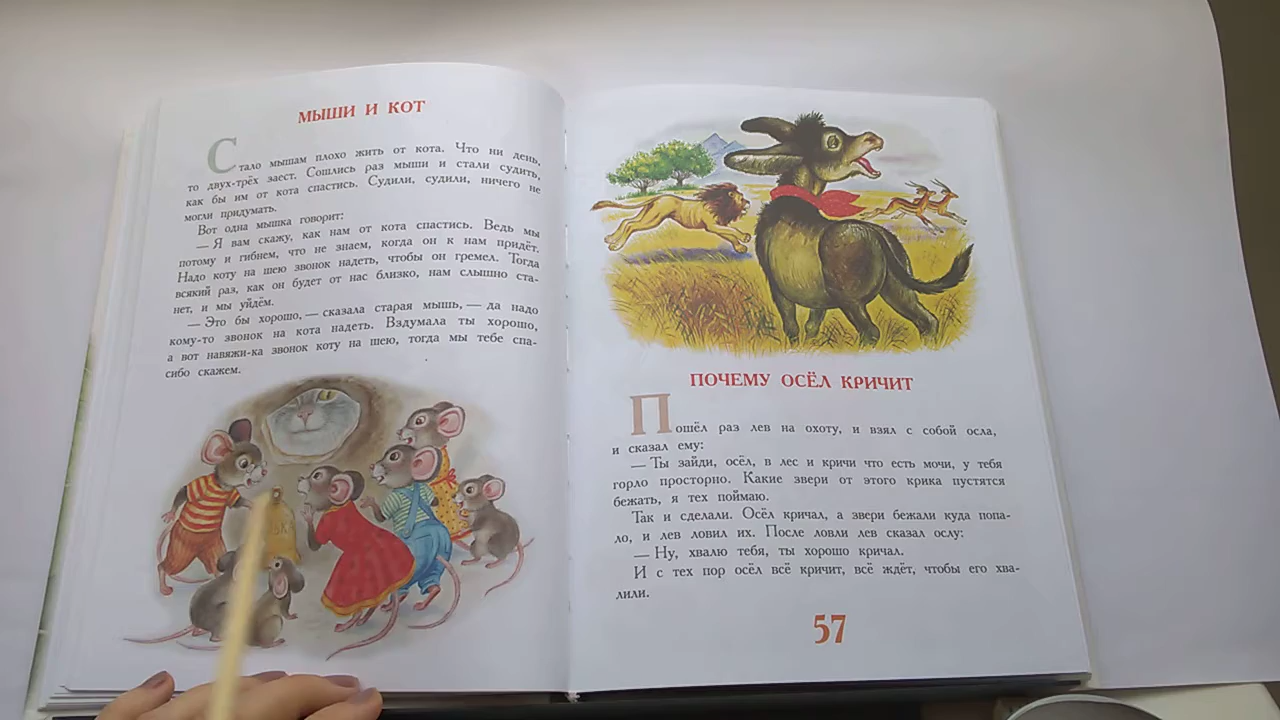 МЫШИ И КОТ
Стало мышам плохо жить от кота. Что ни день,
то двух-трёх заест. Сошлись раз мыши и стали судить,
как бы им от кота спастись. Судили, судили, ничего не
могли придумать.
Вот одна мышка говорит:
— Я вам скажу, как нам от кота спастись. Ведь мы
потому и гибнем, что не знаем, когда он к нам придёт.
Надо коту на шею звонок надеть, чтобы он гремел. Тогда
всякий раз, как он будет от нас близко, нам слышно ста-
нет, и мы уйдём.
— Это бы хорошо, — сказала старая мышь, — да надо
кому-то звонок на кота надеть. Вздумала ты хорошо,
а вот навяжи-ка звонок коту на шею, тогда мы тебе спа-
сибо скажем.
ПОЧЕМУ ОСЁЛ КРИЧИТ
Пошёл раз лев на охоту, и взял с собой осла,
и сказал ему:
— Ты зайди, осёл, в лес и кричи что есть мочи, у тебя
горло просторно. Какие звери от этого крика пустятся
бежать, я тех поймаю.
Так и сделали. Осёл кричал, а звери бежали куда попа-
ло, и лев ловил их. После ловли лев сказал ослу:
— Ну, хвалю тебя, ты хорошо кричал.
И с тех пор осёл всё кричит, всё ждёт, чтобы его хва-
лили.
57